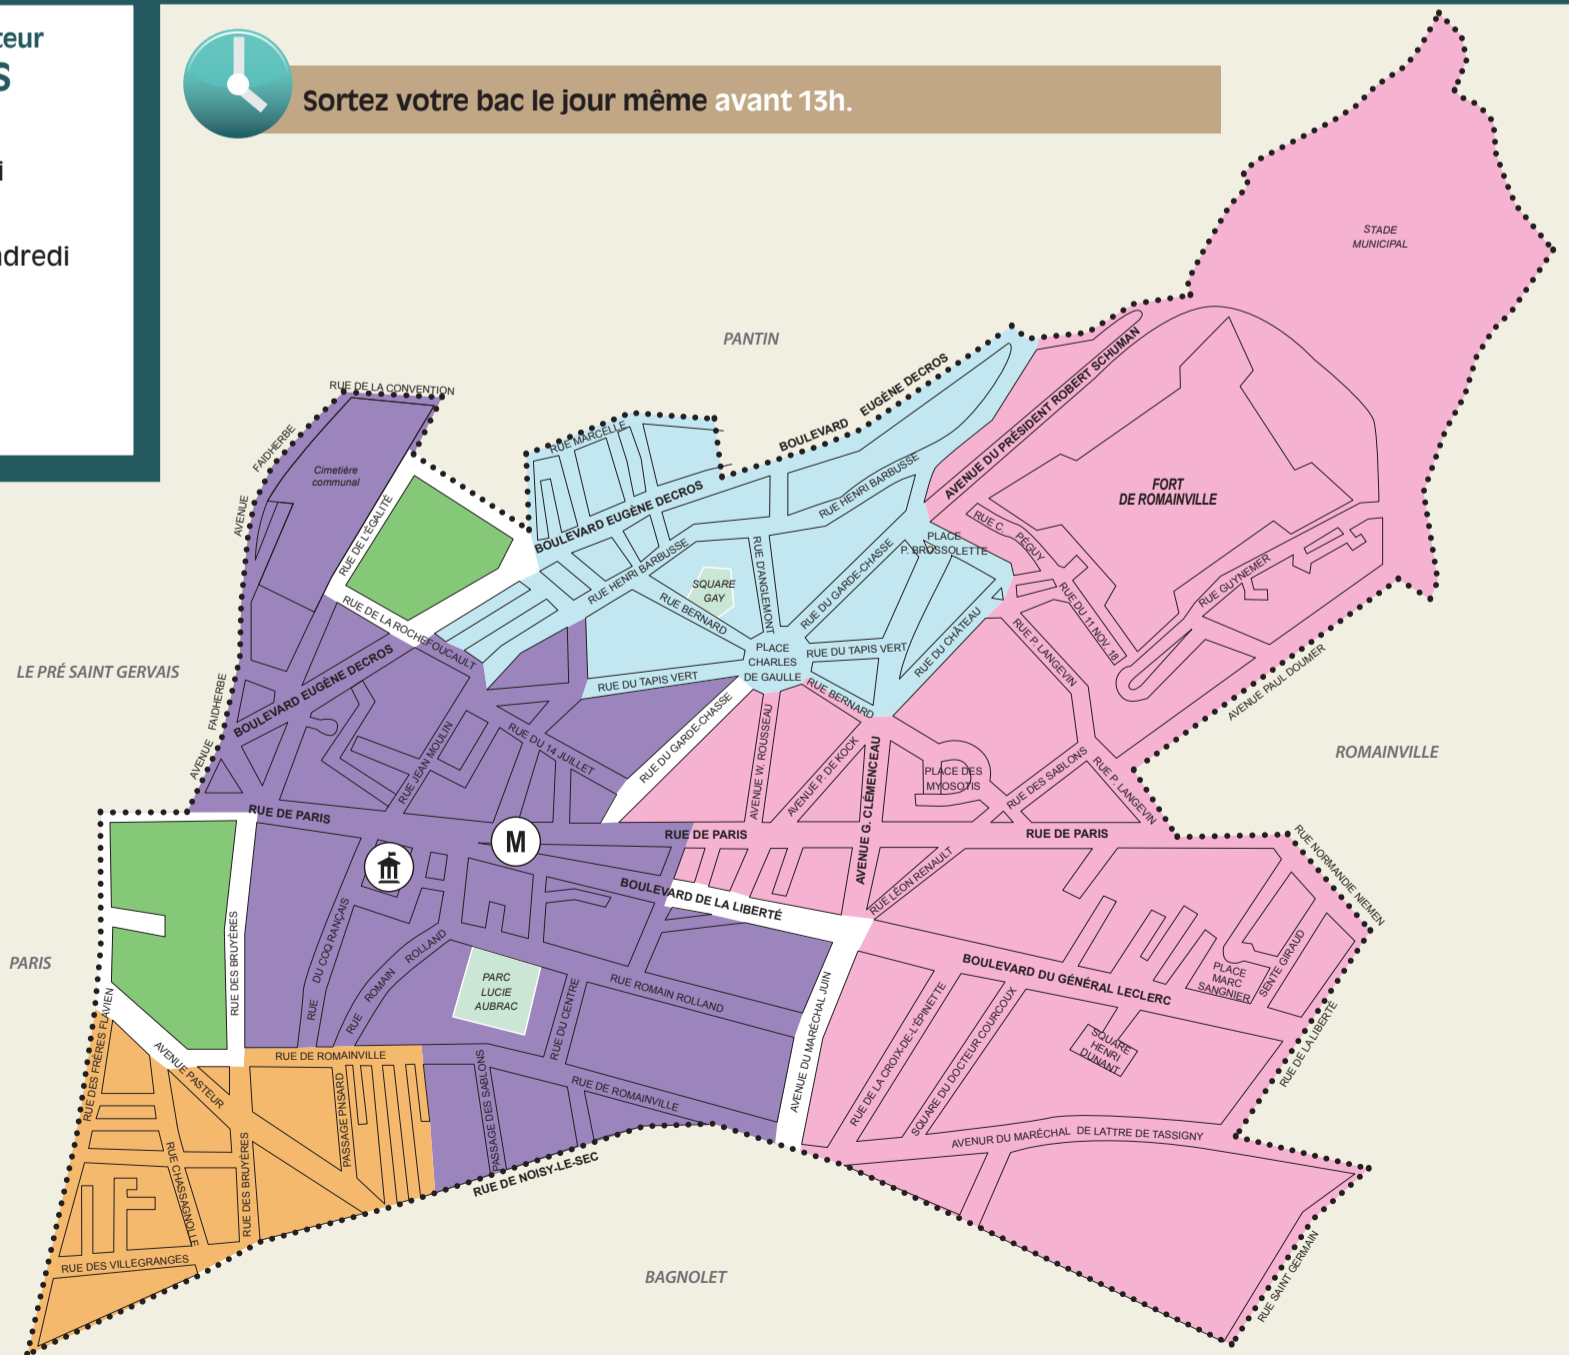 teur
S
i
ndredi
Sortez votre bac le jour même avant 13h.
STADE
MUNICIPAL
PANTIN
RUE DE LA CONVENTION
FAIDHERBE
AVENUE
Cimetière
communal
RUE DE L'ÉGALITÉ
RUE MARCELLE
BOULEVARD EUGÈNE DECROS
BOULEVARD
EUGÈNE DECROS
RUE HENRI BARBUSSE
RUE HENRI BARBUSSE
AVENUE DU PRÉSIDENT ROBERT SCHUMAN
FORT
DE ROMAINVILLE
RUE C.
PÉGUY
PLACE
P. BROSSOLETTE
RUE D'ANGLEMONT
RUE DU GARDE-CHASSE
SQUARE
GAY
RUE BERNARD
RUE GUYNEMER
RUE DU 11 NOV.18
RUE P. LANGEVIN
RUE DU CHÂTEAU
RUE DE LA ROCHEFOUCAULT
PLACE
CHARLES
DE GAULLE
RUE DU TAPIS VERT
RUE DU TAPIS VERT
RUE BERNARD
LE PRÉ SAINT GERVAIS
BOULEVARD EUGÈNE DECROS
AVENUE
FAIDHERBE
AVENUE PAUL DOUMER
ROMAINVILLE
RUE DU GARDE-CHASSE
RUE DU 14 JUILLET
RUE JEAN MOULIN
AVENUE W. ROUSSEAU
AVENUE P. DE KOCK
AVENUE G. CLÉMENCEAU
PLACE DES
MYOSOTIS
RUE DES SABLONS
RUE P. LANGEVIN
RUE DE PARIS
RUE DE PARIS
RUE DE PARIS
M
RUE NORMANDIE NIEMEN
RUE LÉON RENAULT
BOULEVARD DE LA LIBERTÉ
RUE DES BRUYÈRES
RUE
DU COQ FRANÇAIS
RUE
ROMAIN
ROLLAND
PARIS
PARC
LUCIE
AUBRAC
RUE ROMAIN ROLLAND
RUE DU CENTRE
BOULEVARD DU GÉNÉRAL LECLERC
PLACE
MARC
SANGNIER
SENTE GIRAUD
RUE DE LA LIBERTE
AVENUE DU MARÉCHAL JUIN
RUE DE LA CROIX-DE-L'ÉPINETTE
SQUARE DU DOCTEUR COURCOUX
SQUARE
HENRI
DUNANT
RUE DES FRÈRES FLAVIEN
AVENUE PASTEUR
RUE DE ROMAINVILLE
RUE DE ROMAINVILLE
PASSAGE PNSARD
PASSAGE DES SABLONS
AVENUR DU MARÉCHAL DE LATTRE DE TASSIGNY
RUE CHASSAGNOLLE
RUE DES BRUYÈRES
RUE DE NOISY-LE-SEC
RUE DES VILLEGRANGES
BAGNOLET
RUE SAINT GERMAIN